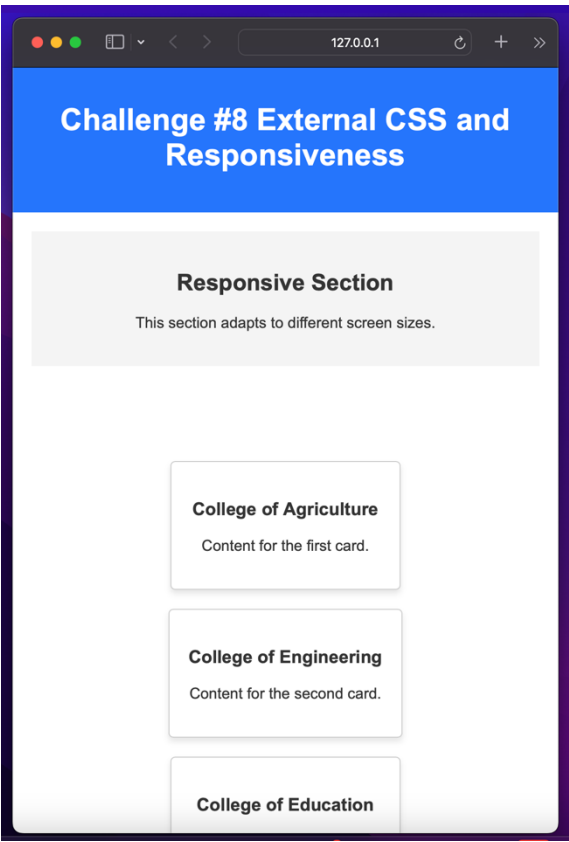 127.0.0.1
Challenge #8 External CSS and
Responsiveness
Responsive Section
This section adapts to different screen sizes.
College of Agriculture
Content for the first card.
College of Engineering
Content for the second card.
College of Education